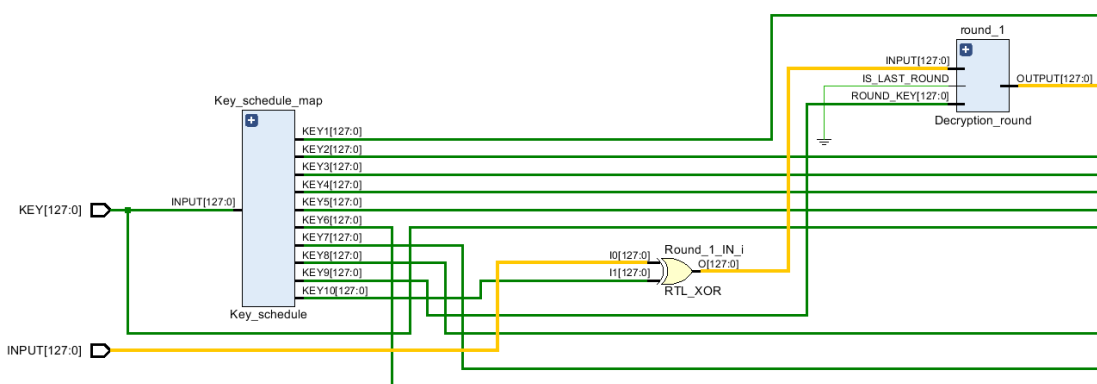 round_1
INPUT[127:0]
IS_LAST_ROUND
OUTPUT[127:0]
ROUND_KEY[127:0]
Decryption_round
Key_schedule_map
KEY1[127:0]
KEY2[127:0]
KEY3[127:0]
KEY4[127:0]
INPUT[127:0]
KEY5[127:0]
KEY[127:0]
KEY6[127:0]
KEY7[127:0]
KEY8[127:0]
KEY9[127:0]
KEY10[127:0]
Key_schedule
Round_1_IN_i
I0[127:0]
O[127:0]
I1[127:0]
RTL_XOR
INPUT[127:0]